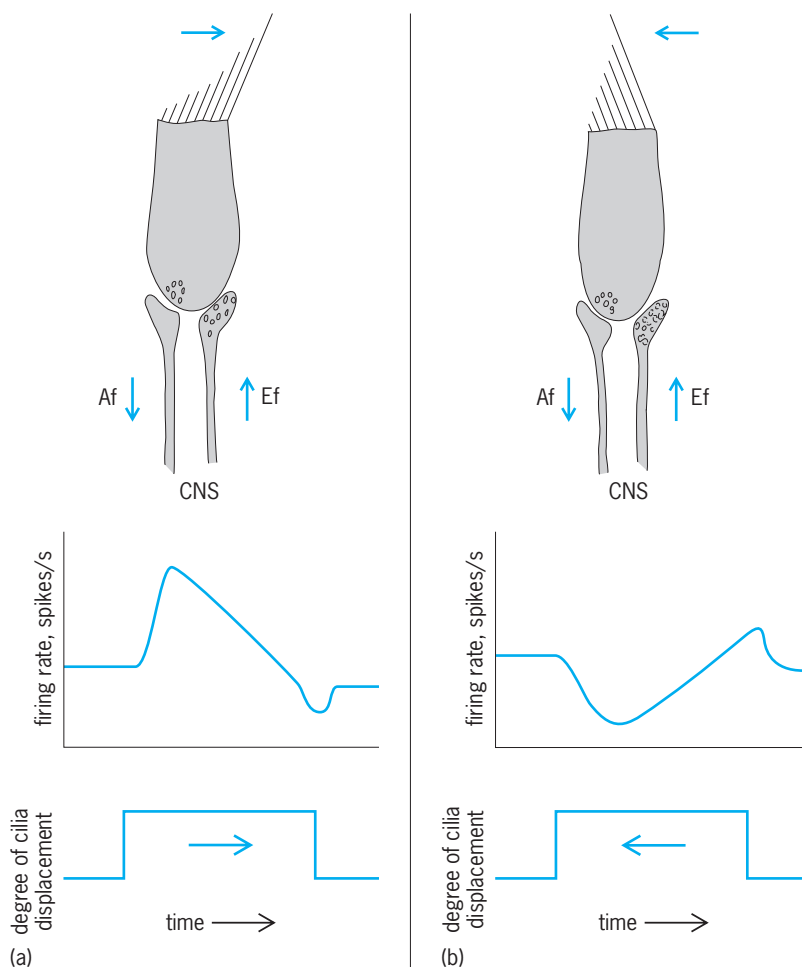 Af
Ef
CNS
firing rate, spikes/s
degree of cilia
displacement
time
(a)
Af
Ef
CNS
firing rate, spikes/s
degree of cilia
displacement
time
(b)